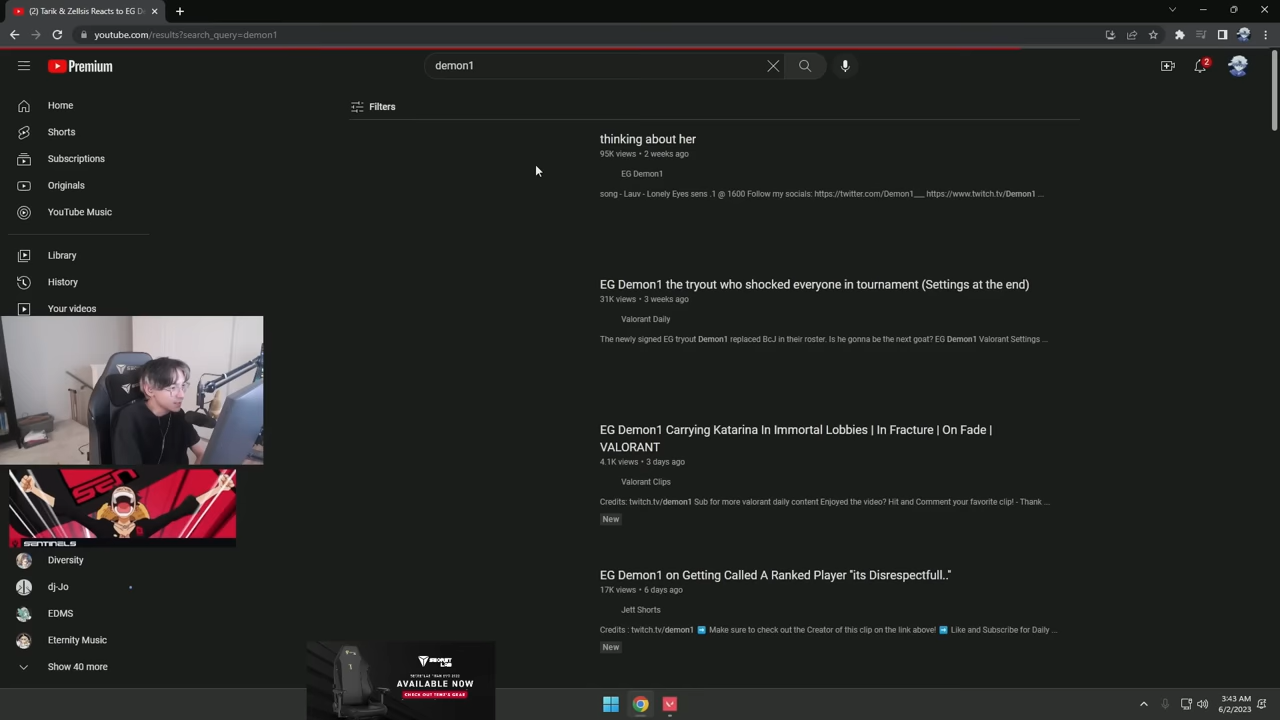 (2) Tarik & Zellsis Reacts to EG De
youtube.com/results?search_query=demon1
Premium
demon1
2
Home
Shorts
Subscriptions
Originals
YouTube Music
Library
History
Your videos
Filters
thinking about her
95K views • 2 weeks ago
EG Demon1
song - Lauv - Lonely Eyes sens .1 @ 1600 Follow my socials: https://twitter.com/Demon1__ https://www.twitch.tv/Demon1 ...
EG Demon1 the tryout who shocked everyone in tournament (Settings at the end)
31K views • 3 weeks ago
Valorant Daily
The newly signed EG tryout Demon1 replaced BcJ in their roster. Is he gonna be the next goat? EG Demon1 Valorant Settings ...
EG Demon1 Carrying Katarina In Immortal Lobbies | In Fracture | On Fade |
VALORANT
4.1K views • 3 days ago
Valorant Clips
Credits: twitch.tv/demon1 Sub for more valorant daily content Enjoyed the video? Hit and Comment your favorite clip! - Thank ...
New
EG Demon1 on Getting Called A Ranked Player "its Disrespectfull.."
17K views • 6 days ago
Jett Shorts
Credits : twitch.tv/demon1 ➡ Make sure to check out the Creator of this clip on the link above! ➡ Like and Subscribe for Daily ...
New
SEN
SENTINELS
Diversity
dj-Jo
EDMS
Eternity Music
Show 40 more
SECRETLAB
AVAILABLE NOW
CHECK OUT TENZ'S GEAR
3:43 AM
6/2/2023